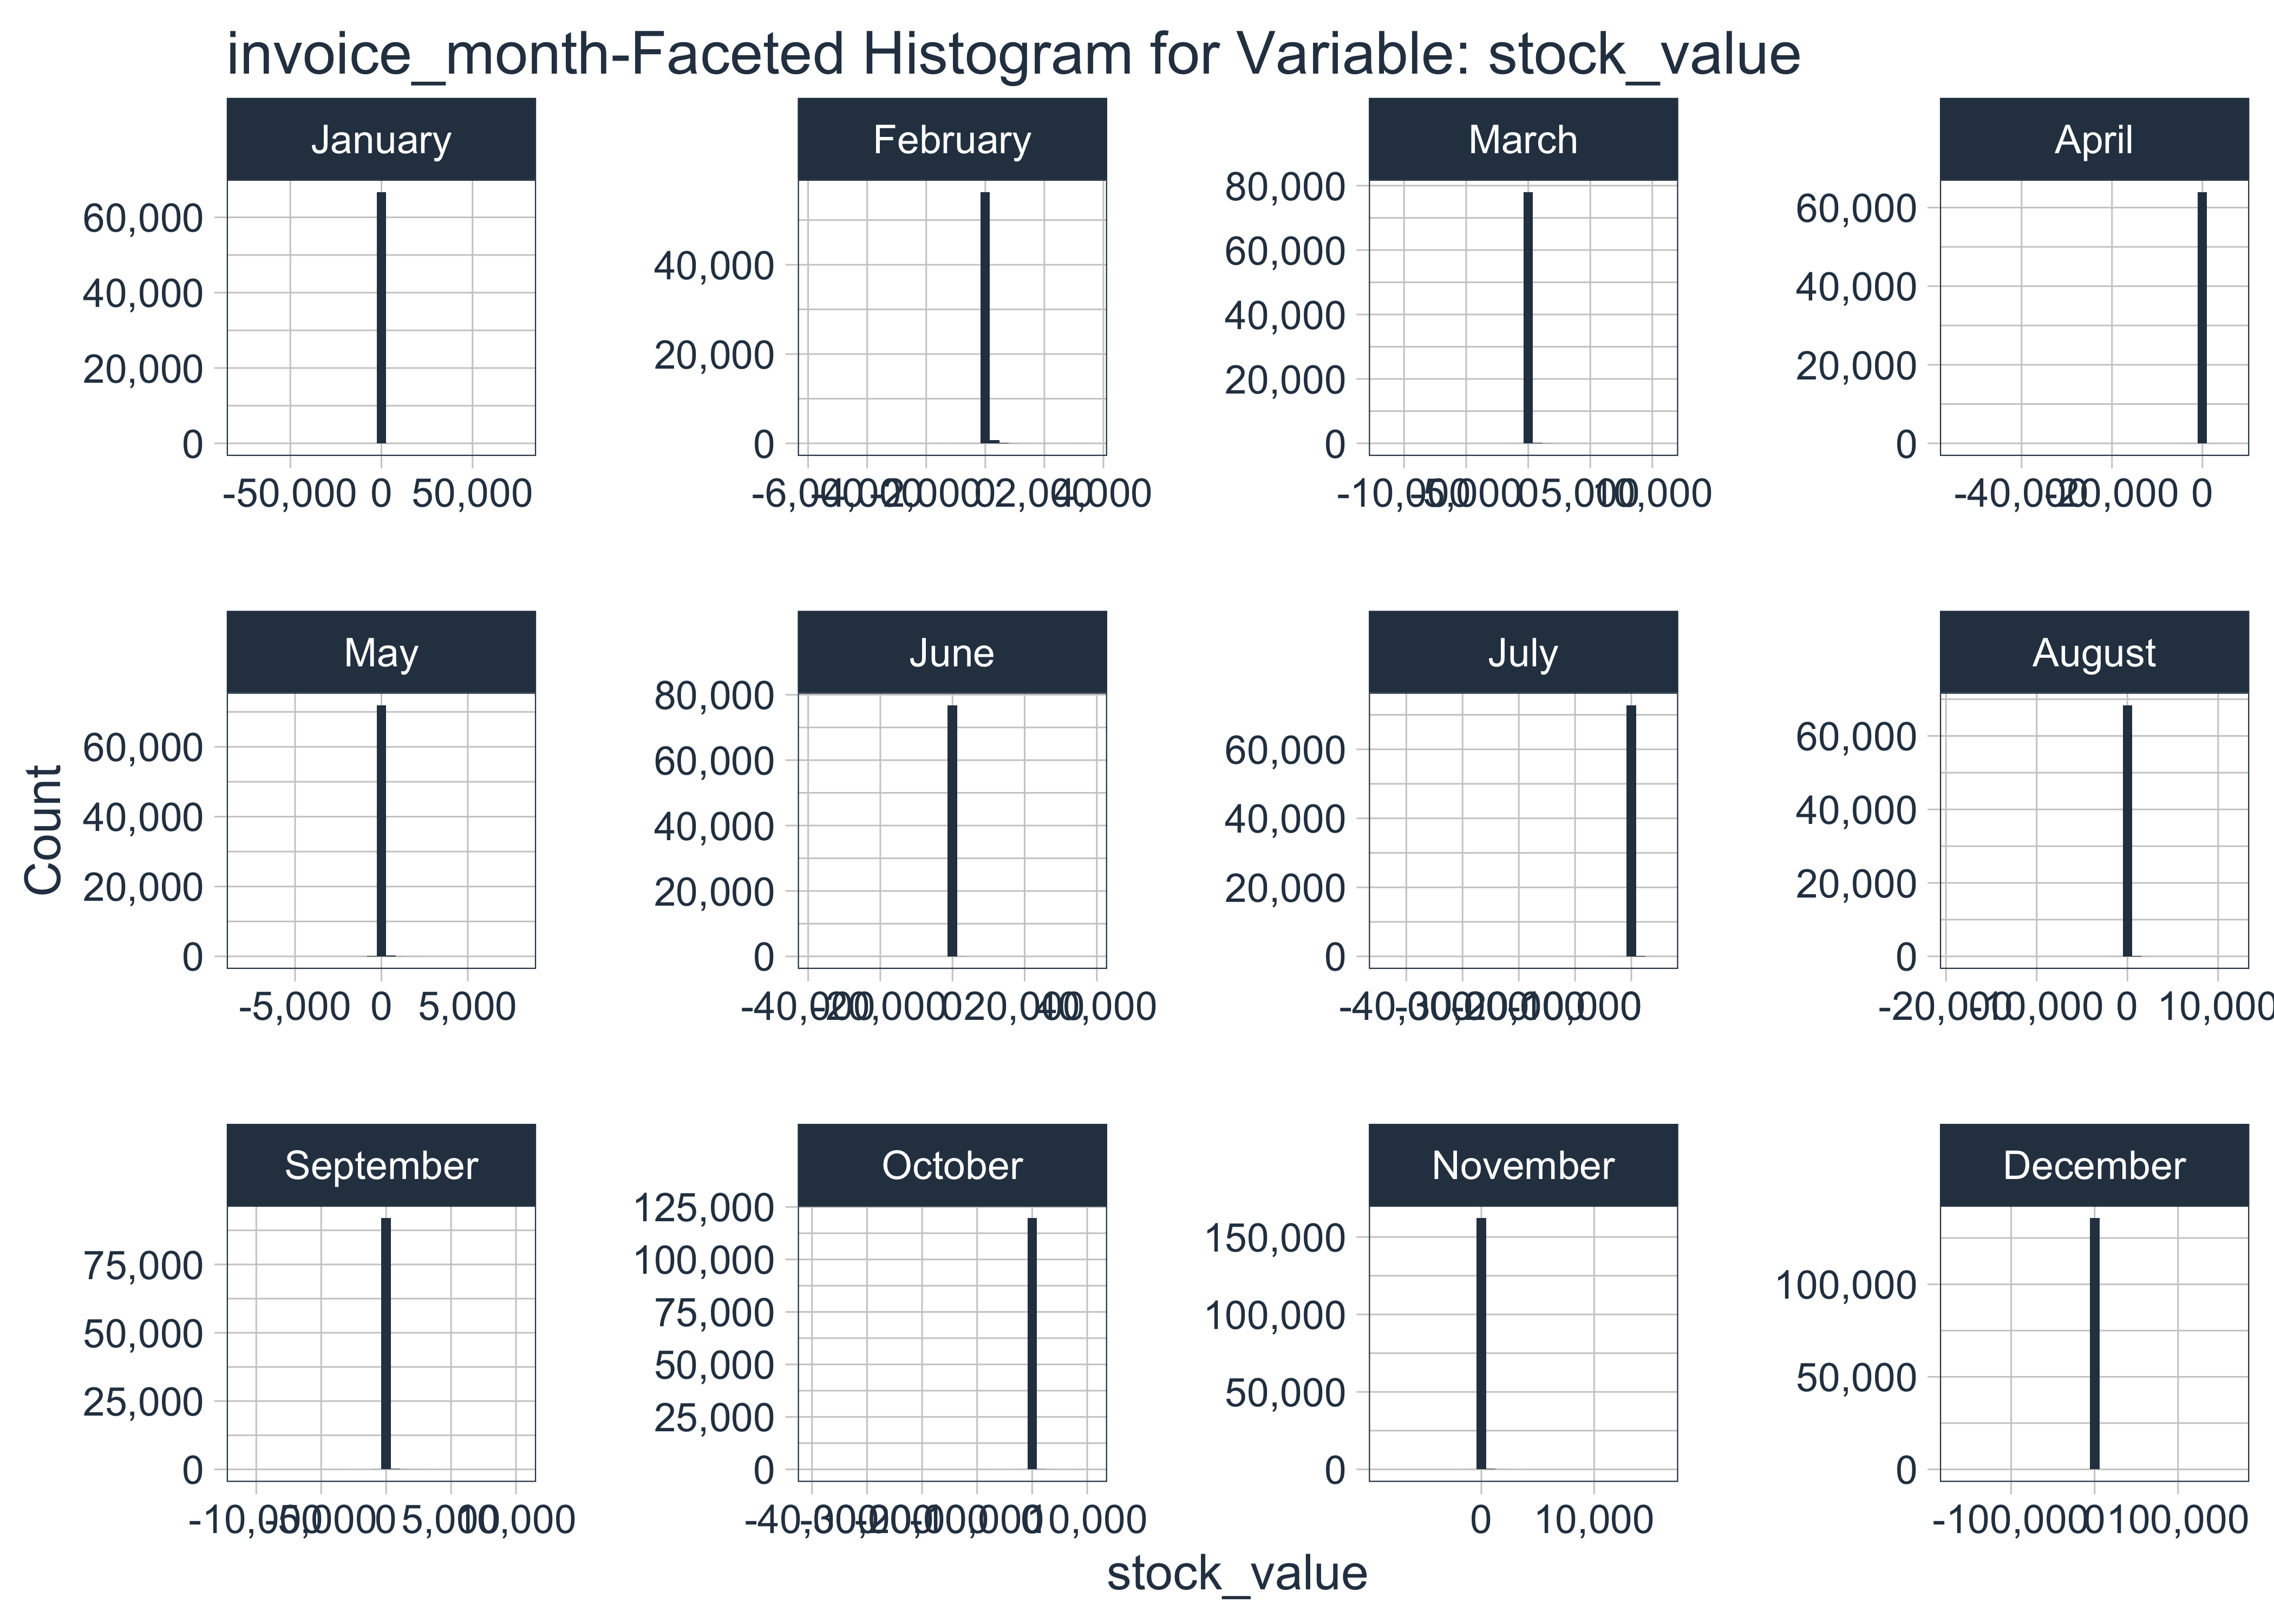 invoice_month-Faceted Histogram for Variable: stock_value
January
February
March
April
60,000
40,000
20,000
0
40,000
20,000
0
80,000
60,000
40,000
20,000
0
60,000
40,000
20,000
0
-50,000 0 50,000
-6,000 -4,000 -2,000 0 2,000 4,000
-10,000 -5,000 0 5,000 10,000
-40,000 -20,000 0
May
June
July
August
60,000
40,000
20,000
0
80,000
60,000
40,000
20,000
0
60,000
40,000
20,000
0
60,000
40,000
20,000
0
Count
-5,000 0 5,000
-40,000 -20,000 0 20,000 40,000
-40,000 -30,000 -20,000 -10,000 0
-20,000 -10,000 0 10,000
September
October
November
December
75,000
50,000
25,000
0
125,000
100,000
75,000
50,000
25,000
0
150,000
100,000
50,000
0
100,000
50,000
0
-10,000 -5,000 0 5,000 10,000
-40,000 -30,000 -20,000 -10,000 0 10,000
0 10,000
-100,000 0 100,000
stock_value